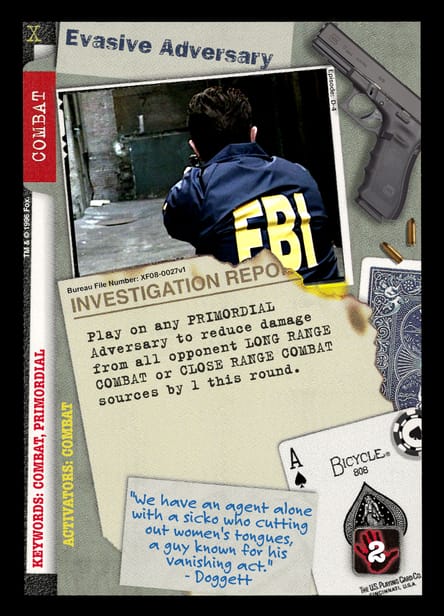 X
Evasive Adversary
COMBAT
Episode: D-4
TM & © 1996 Fox.
FBI
Bureau File Number: XF08-0027v1
INVESTIGATION REPO
Play on any PRIMORDIAL
Adversary to reduce damage
from all opponent LONG RANGE
COMBAT or CLOSE RANGE COMBAT
sources by 1 this round.
KEYWORDS: COMBAT, PRIMORDIAL
ACTIVATORS: COMBAT
"We have an agent alone
with a sicko who cutting
out women's tongues,
a guy known for his
vanishing act."
- Doggett
A
BICYCLE®
808
2
THE U.S. PLAYING CARD CO.
CINCINNATI, U.S.A.